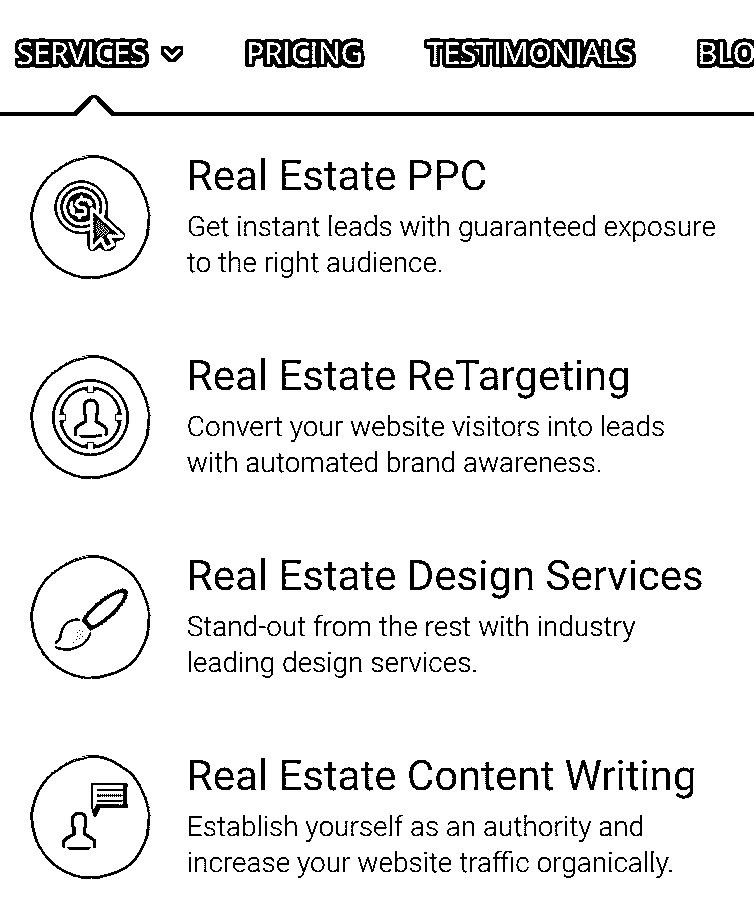 SERVICES PRICING TESTIMONIALS BLO
Real Estate PPC
Get instant leads with guaranteed exposure
to the right audience.
Real Estate ReTargeting
Convert your website visitors into leads
with automated brand awareness.
Real Estate Design Services
Stand-out from the rest with industry
leading design services.
Real Estate Content Writing
Establish yourself as an authority and
increase your website traffic organically.